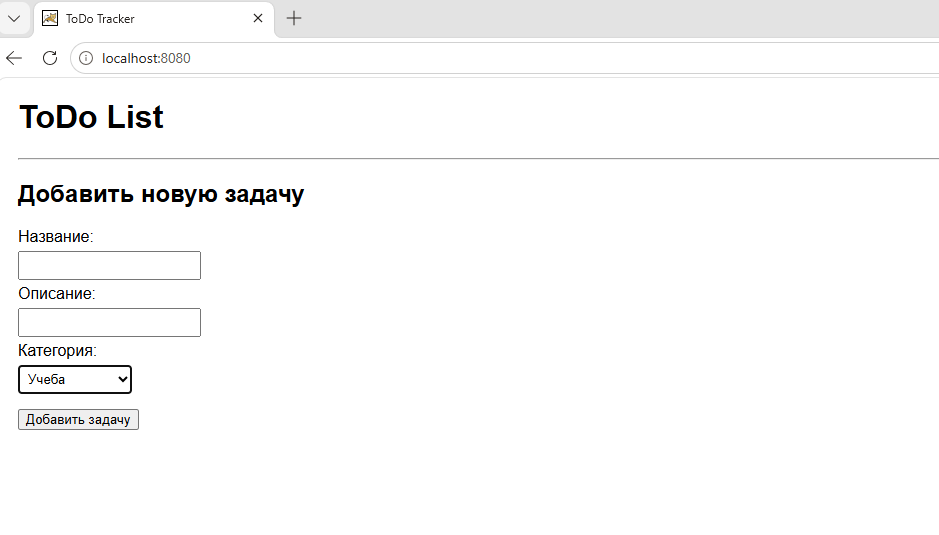 ToDo Tracker
localhost:8080
ToDo List
Добавить новую задачу
Название:
Описание:
Категория:
Учеба
Добавить задачу